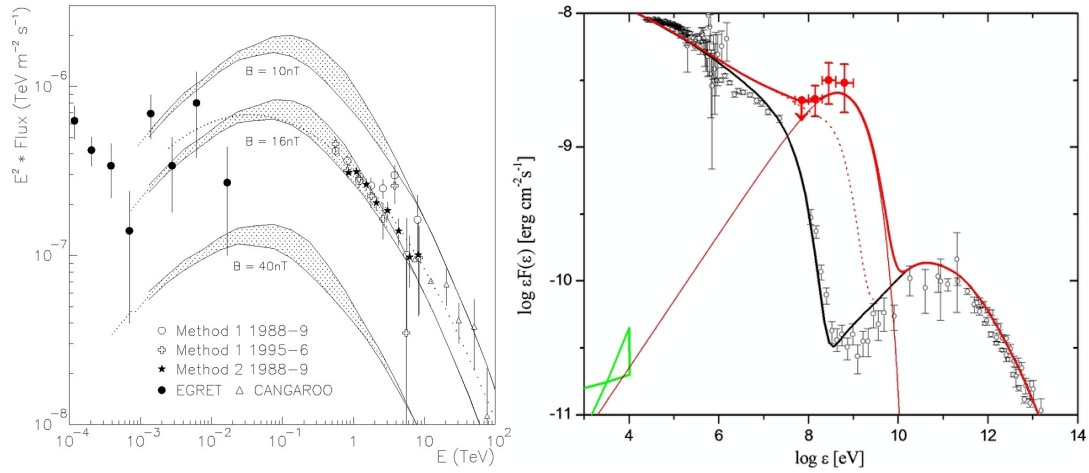 E² * Flux (TeV m⁻² s⁻¹)
10⁻⁶
10⁻⁷
10⁻⁸
B = 10nT
B = 16nT
B = 40nT
○ Method 1 1988-9
Method 1 1995-6
★ Method 2 1988-9
● EGRET △ CANGAROO
10⁻⁴ 10⁻³ 10⁻² 10⁻¹ 1 10 10²
E (TeV)
log εF(ε) [erg cm⁻²s⁻¹]
-8
-9
-10
-11
4 6 8 10 12 14
log ε [eV]